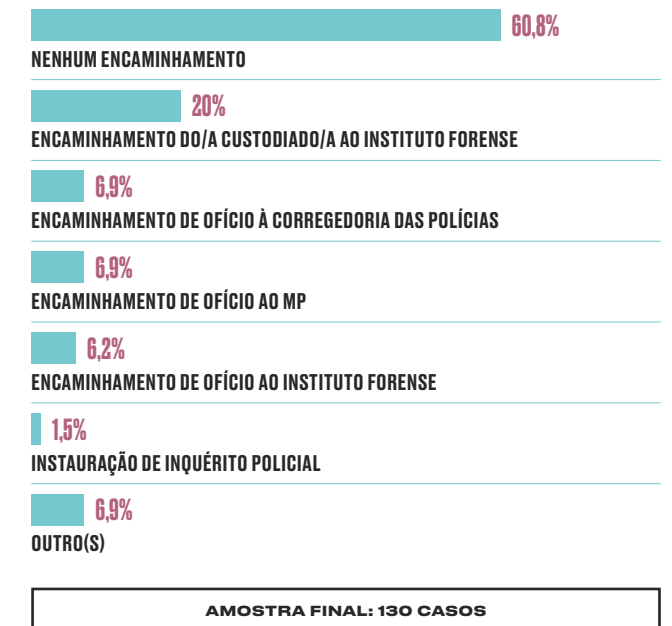 60,8%
NENHUM ENCAMINHAMENTO
20%
ENCAMINHAMENTO DO/A CUSTODIADO/A AO INSTITUTO FORENSE
6,9%
ENCAMINHAMENTO DE OFÍCIO À CORREGEDORIA DAS POLÍCIAS
6,9%
ENCAMINHAMENTO DE OFÍCIO AO MP
6,2%
ENCAMINHAMENTO DE OFÍCIO AO INSTITUTO FORENSE
1,5%
INSTAURAÇÃO DE INQUÉRITO POLICIAL
6,9%
OUTRO(S)
AMOSTRA FINAL: 130 CASOS